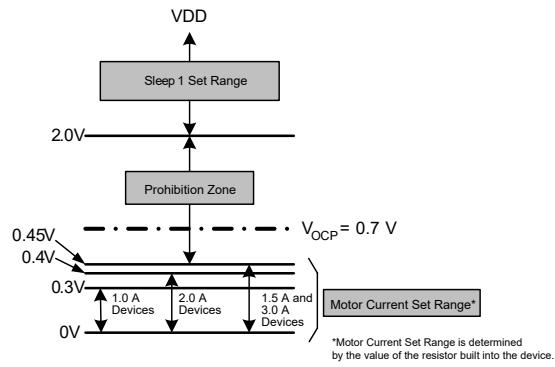 VDD
Sleep 1 Set Range
2.0V
Prohibition Zone
VOCP = 0.7 V
0.45V
0.4V
0.3V
1.0 A
Devices
2.0 A
Devices
1.5 A and
3.0 A
Devices
Motor Current Set Range*
0V
*Motor Current Set Range is determined
by the value of the resistor built into the device.